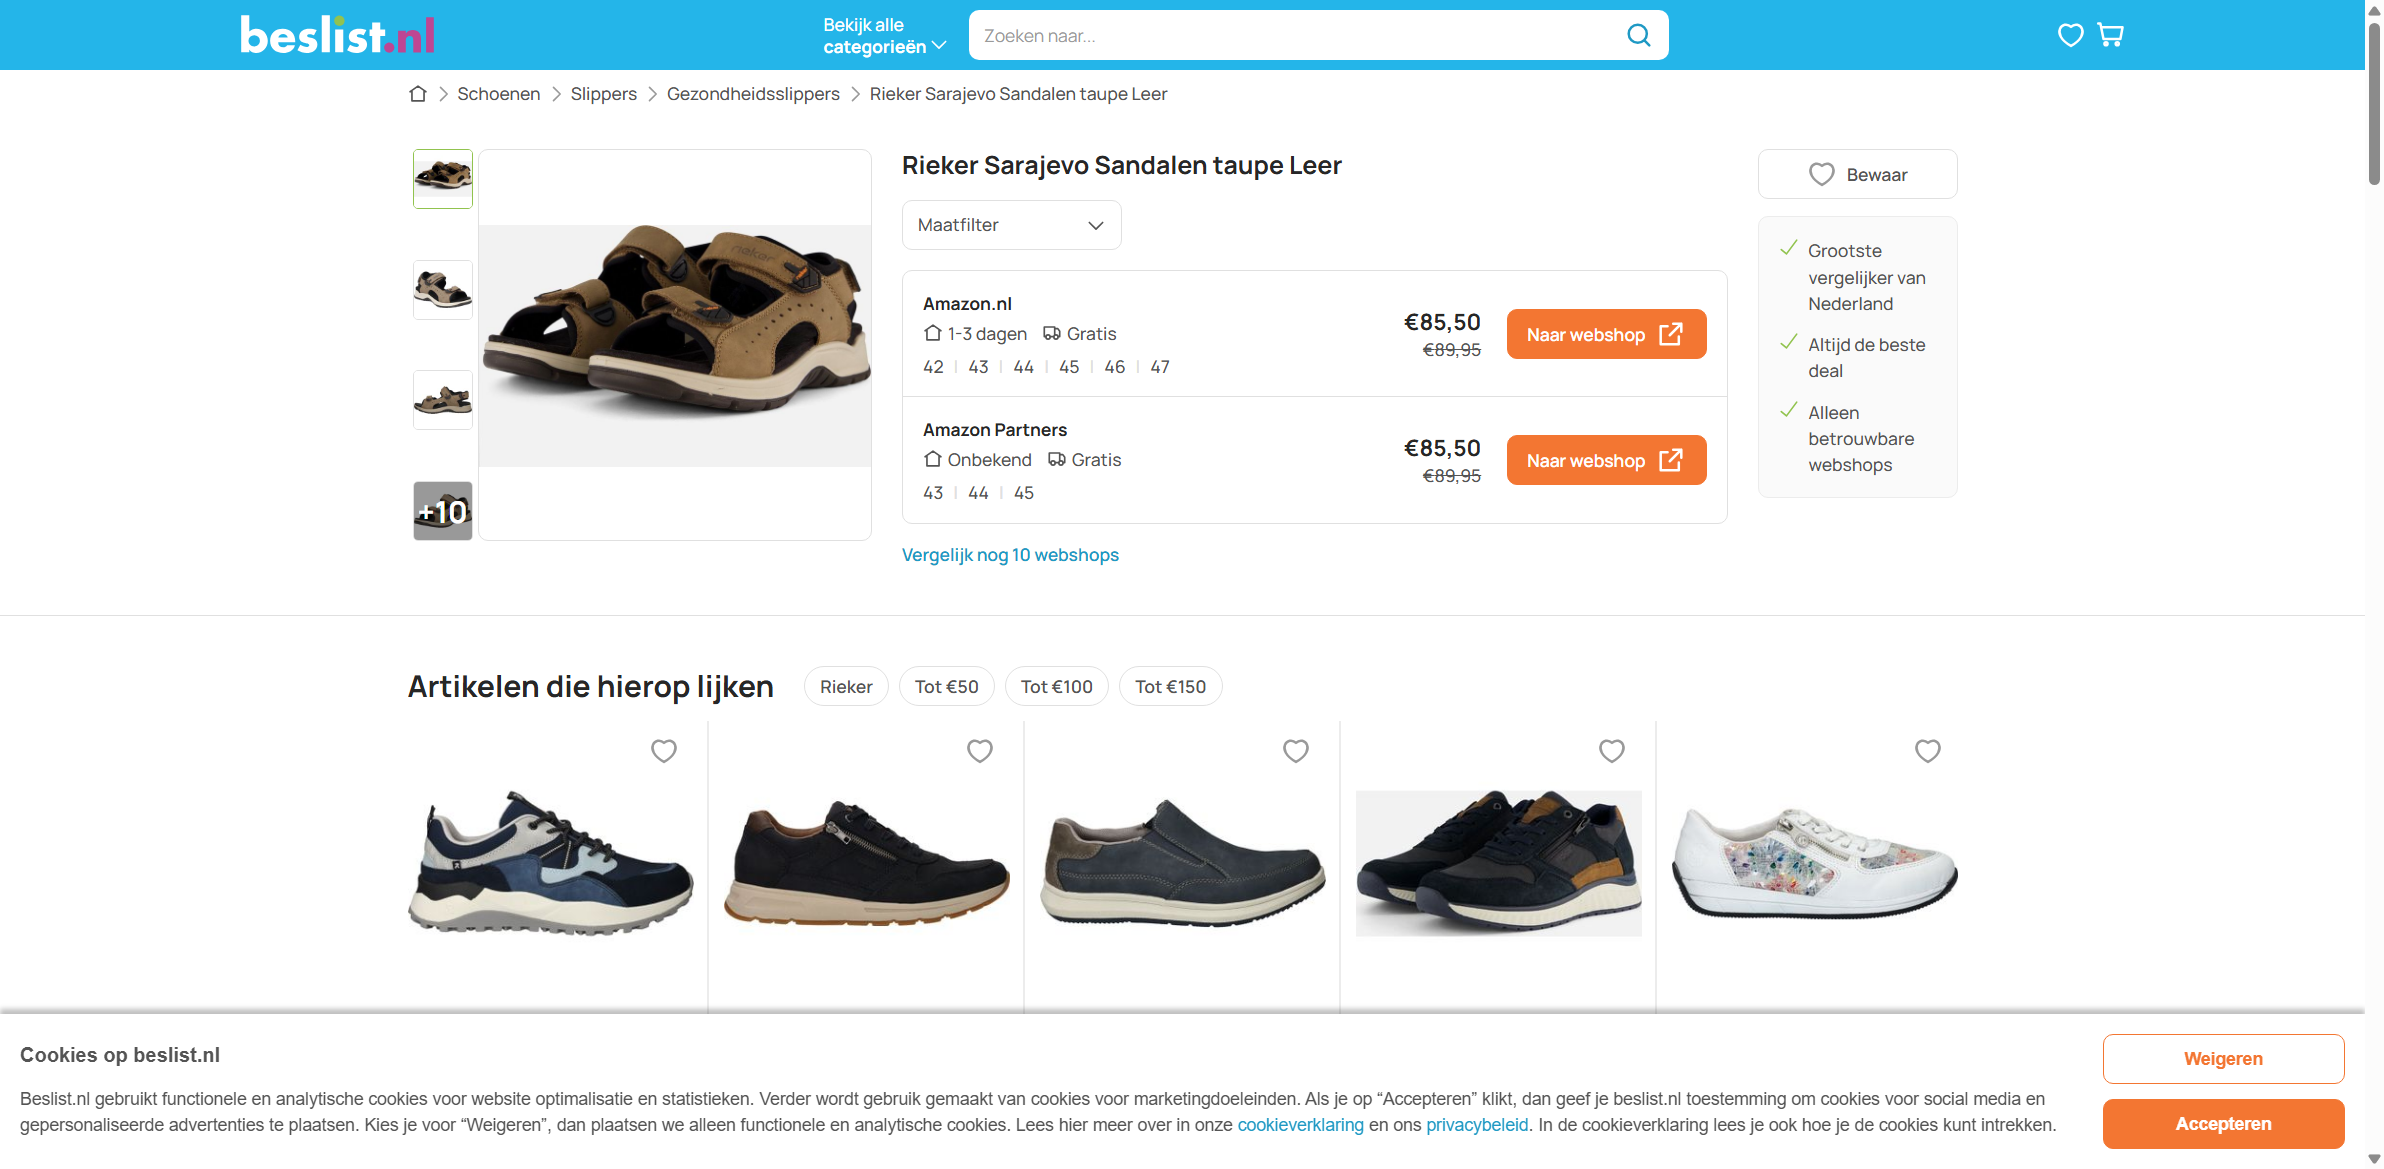 beslist.nl
Bekijk alle
categorieën
Zoeken naar...
Schoenen
Slippers
Gezondheidsslippers
Rieker Sarajevo Sandalen taupe Leer
Rieker Sarajevo Sandalen taupe Leer
Bewaar
Maatfilter
rieker
+10
Amazon.nl
1-3 dagen Gratis
42 43 44 45 46 47
€85,50
€89,95
Naar webshop
Amazon Partners
Onbekend Gratis
43 44 45
€85,50
€89,95
Naar webshop
Vergelijk nog 10 webshops
Grootste
vergelijker van
Nederland
Altijd de beste
deal
Alleen
betrouwbare
webshops
Artikelen die hierop lijken
Rieker
Tot €50
Tot €100
Tot €150
Cookies op beslist.nl
Beslist.nl gebruikt functionele en analytische cookies voor website optimalisatie en statistieken. Verder wordt gebruik gemaakt van cookies voor marketingdoeleinden. Als je op “Accepteren” klikt, dan geef je beslist.nl toestemming om cookies voor social media en
gepersonaliseerde advertenties te plaatsen. Kies je voor “Weigeren”, dan plaatsen we alleen functionele en analytische cookies. Lees hier meer over in onze cookieverklaring en ons privacybeleid. In de cookieverklaring lees je ook hoe je de cookies kunt intrekken.
Weigeren
Accepteren